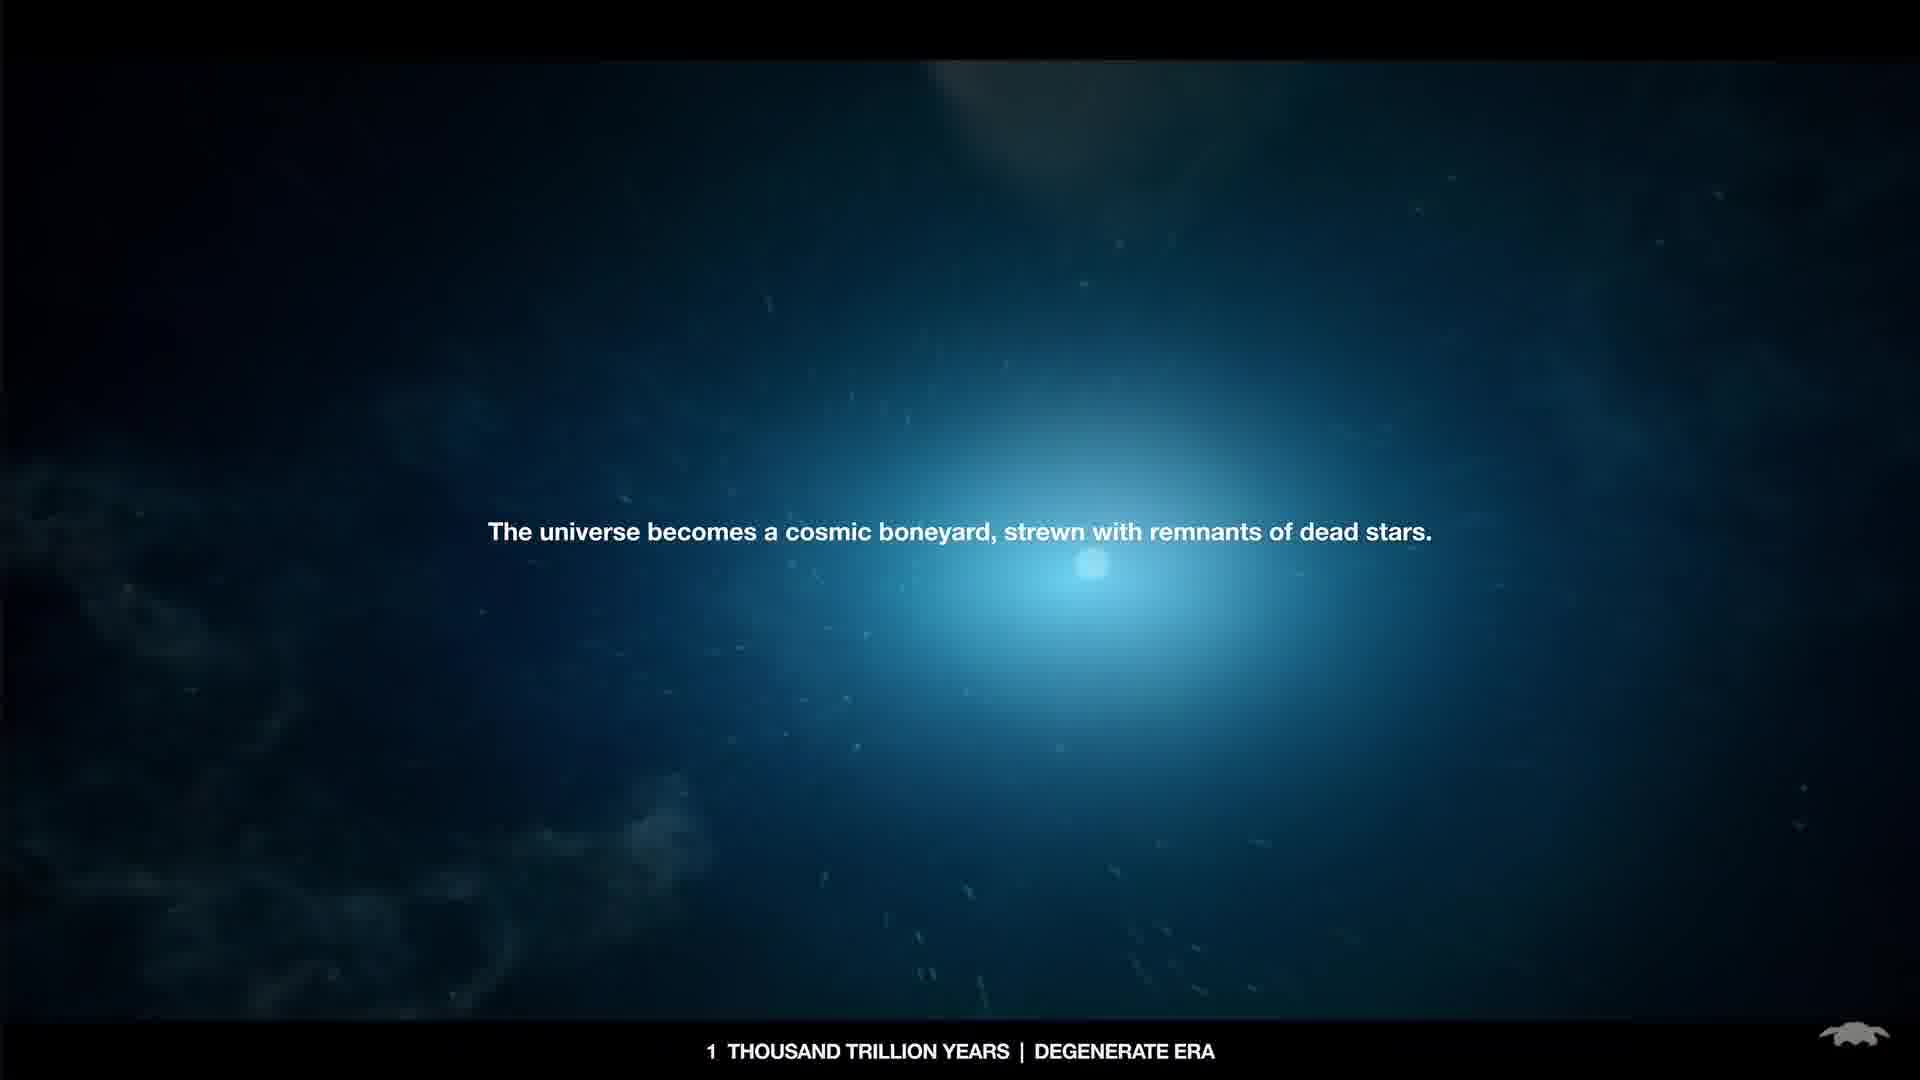 The universe becomes a cosmic boneyard, strewn with remnants of dead stars.
1 THOUSAND TRILLION YEARS | DEGENERATE ERA